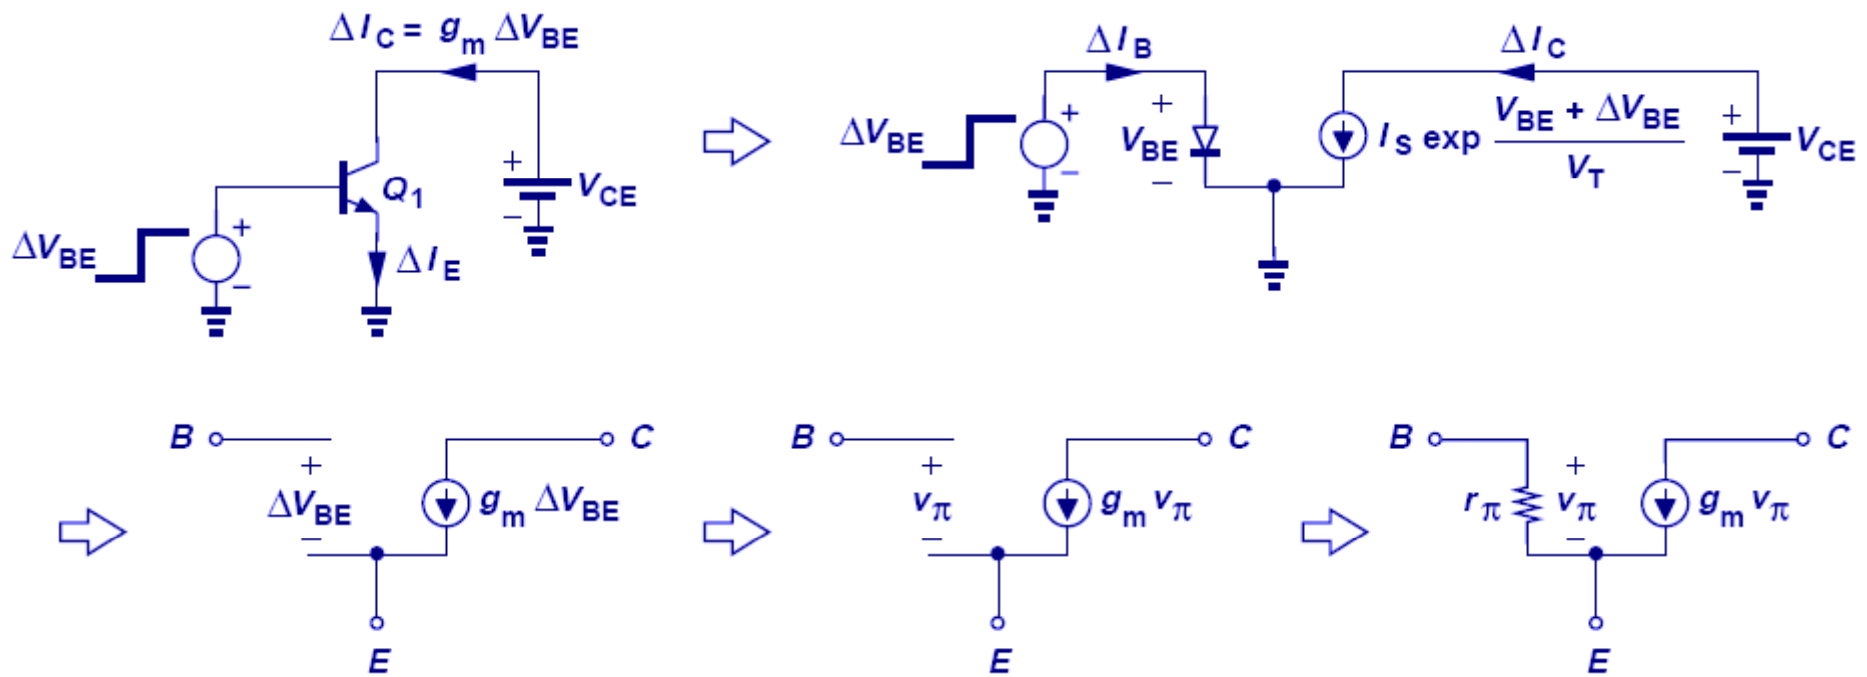 ΔI_C = g_m ΔV_BE
ΔV_BE
+
−
Q_1
ΔI_E
+
−
V_CE
ΔI_B
ΔI_C
ΔV_BE
+
−
+
V_BE
−
I_S exp (V_BE + ΔV_BE) / V_T
+
−
V_CE
B
+
ΔV_BE
−
g_m ΔV_BE
C
E
B
+
v_π
−
g_m v_π
C
E
B
r_π
+
v_π
−
g_m v_π
C
E